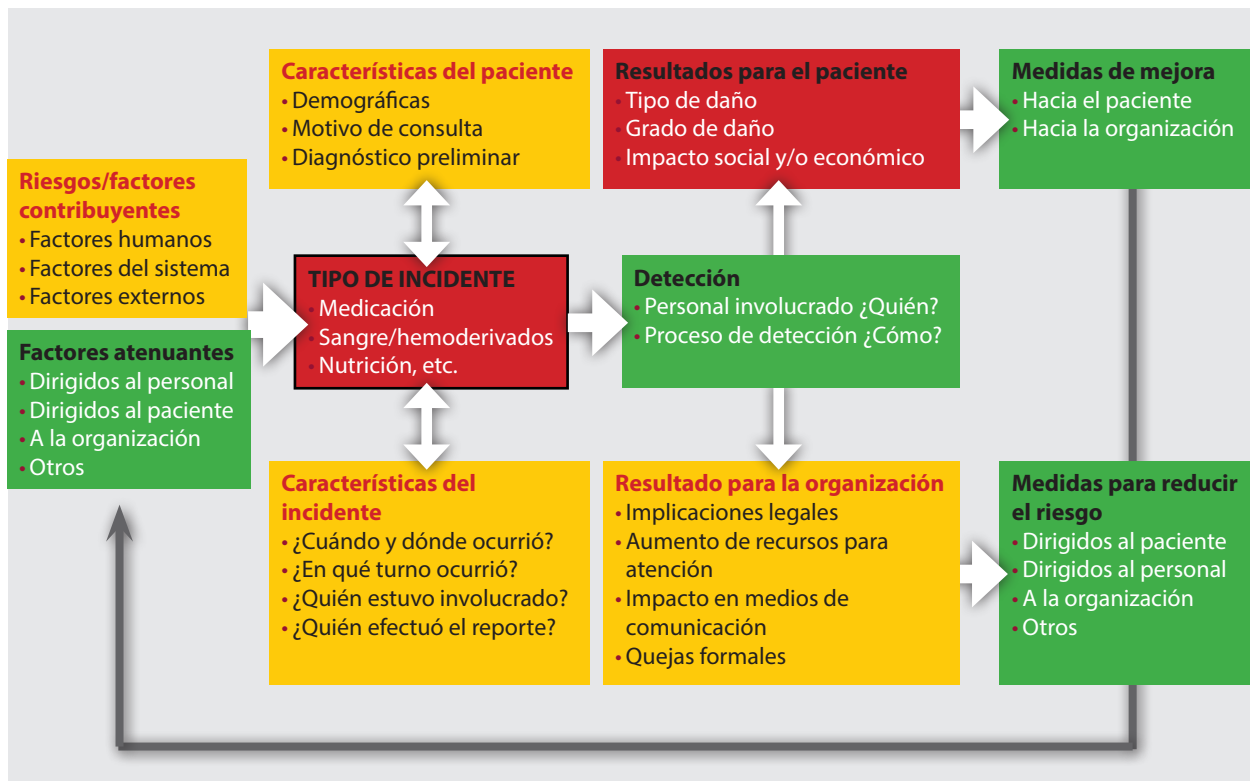 Características del paciente
• Demográficas
• Motivo de consulta
• Diagnóstico preliminar
Resultados para el paciente
• Tipo de daño
• Grado de daño
• Impacto social y/o económico
Medidas de mejora
• Hacia el paciente
• Hacia la organización
Riesgos/factores
contribuyentes
• Factores humanos
• Factores del sistema
• Factores externos
TIPO DE INCIDENTE
• Medicación
• Sangre/hemoderivados
• Nutrición, etc.
Detección
• Personal involucrado ¿Quién?
• Proceso de detección ¿Cómo?
Factores atenuantes
• Dirigidos al personal
• Dirigidos al paciente
• A la organización
• Otros
Características del
incidente
• ¿Cuándo y dónde ocurrió?
• ¿En qué turno ocurrió?
• ¿Quién estuvo involucrado?
• ¿Quién efectuó el reporte?
Resultado para la organización
• Implicaciones legales
• Aumento de recursos para
atención
• Impacto en medios de
comunicación
• Quejas formales
Medidas para reducir
el riesgo
• Dirigidos al paciente
• Dirigidos al personal
• A la organización
• Otros